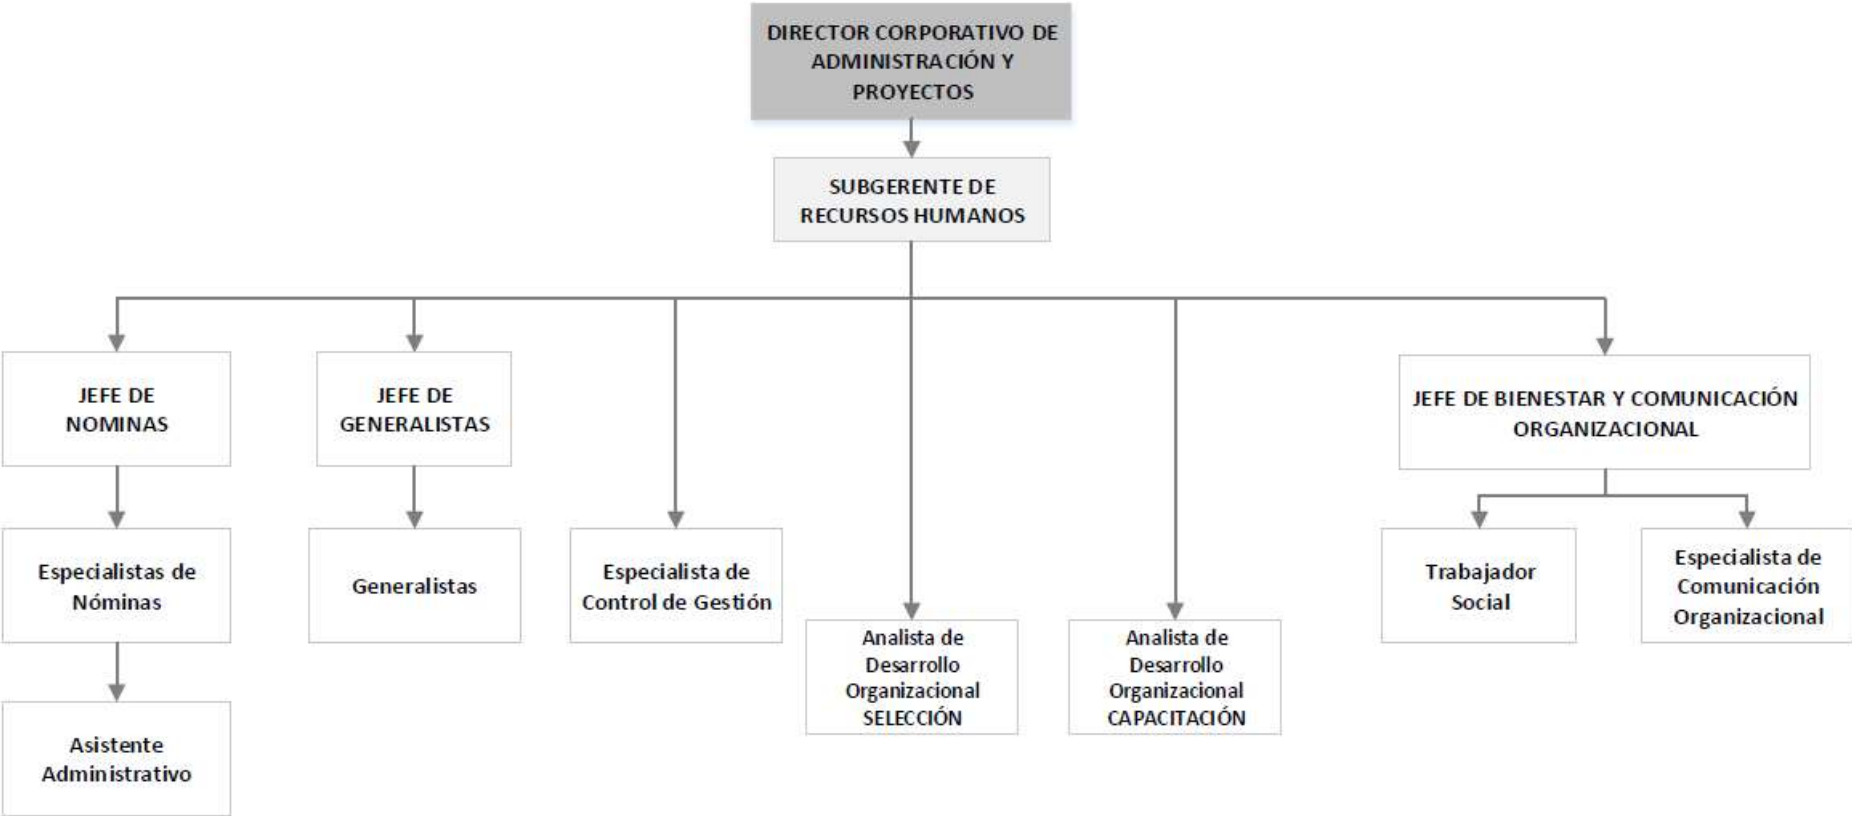 DIRECTOR CORPORATIVO DE
ADMINISTRACIÓN Y
PROYECTOS
SUBGERENTE DE
RECURSOS HUMANOS
JEFE DE
NOMINAS
JEFE DE
GENERALISTAS
JEFE DE BIENESTAR Y COMUNICACIÓN
ORGANIZACIONAL
Especialistas de
Nóminas
Generalistas
Especialista de
Control de Gestión
Analista de
Desarrollo
Organizacional
SELECCIÓN
Analista de
Desarrollo
Organizacional
CAPACITACIÓN
Trabajador
Social
Especialista de
Comunicación
Organizacional
Asistente
Administrativo